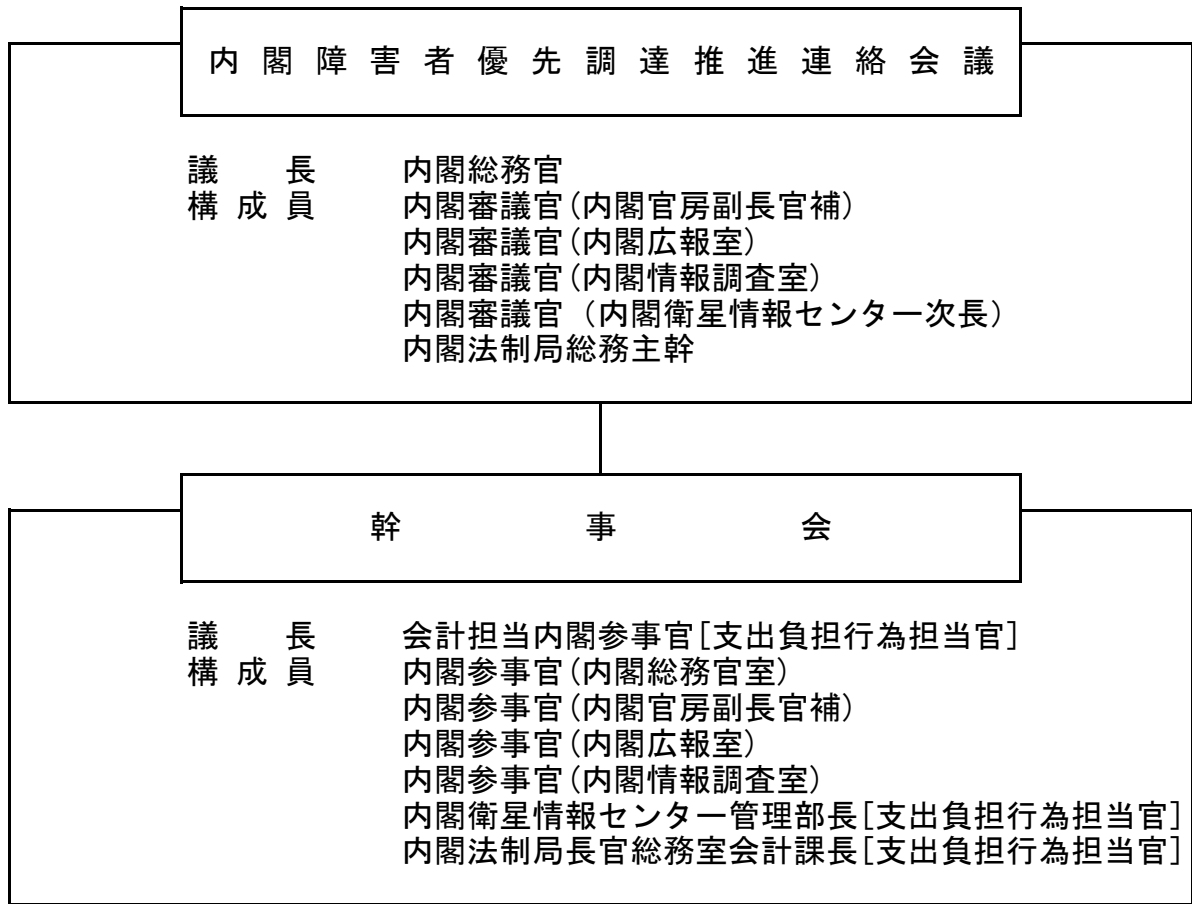 内閣障害者優先調達推進連絡会議
議長 内閣総務官
構成員 内閣審議官(内閣官房副長官補)
内閣審議官(内閣広報室)
内閣審議官(内閣情報調査室)
内閣審議官（内閣衛星情報センター次長）
内閣法制局総務主幹
幹事会
議長 会計担当内閣参事官[支出負担行為担当官]
構成員 内閣参事官(内閣総務官室)
内閣参事官(内閣官房副長官補)
内閣参事官(内閣広報室)
内閣参事官(内閣情報調査室)
内閣衛星情報センター管理部長[支出負担行為担当官]
内閣法制局長官総務室会計課長[支出負担行為担当官]